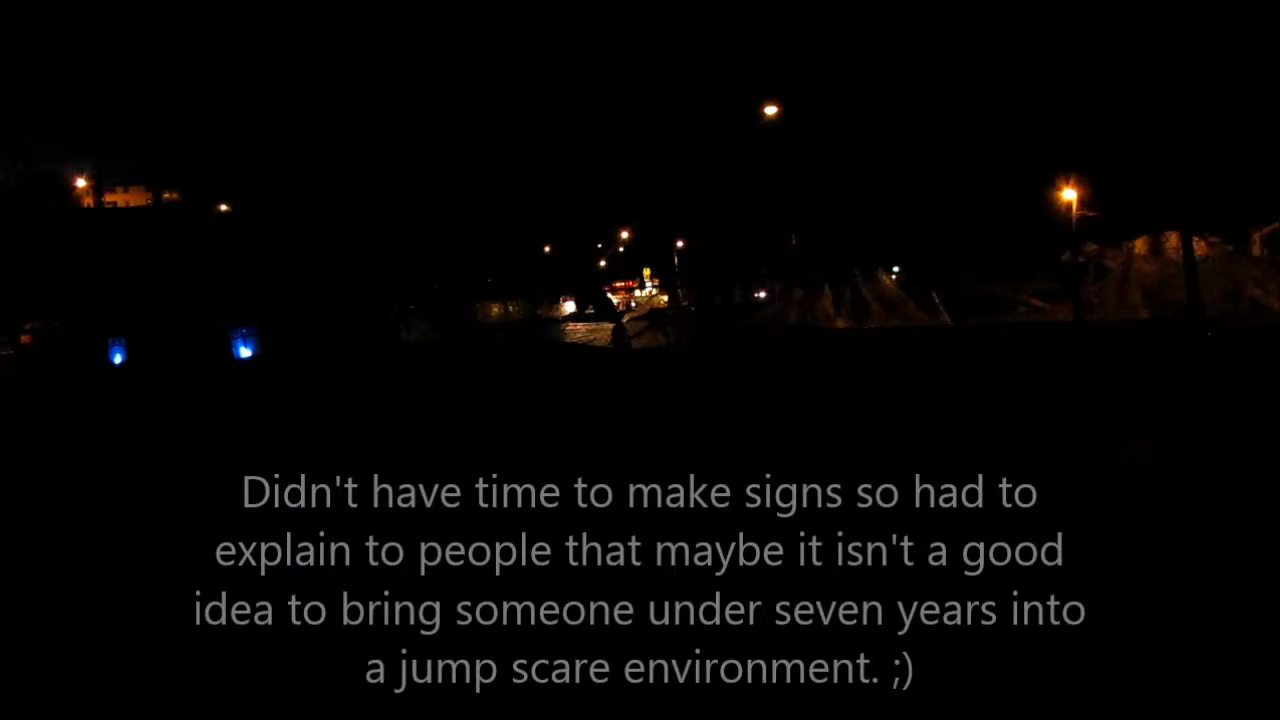 Didn't have time to make signs so had to
explain to people that maybe it isn't a good
idea to bring someone under seven years into
a jump scare environment. ;)